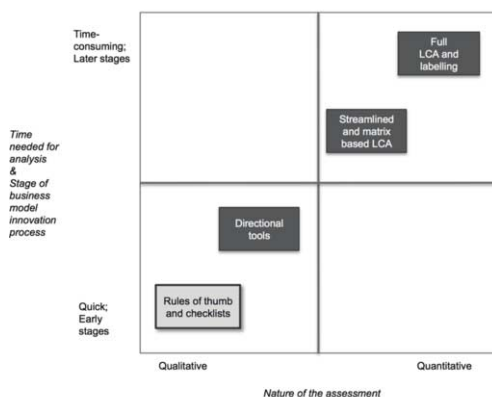 Time-
consuming;
Later stages
Full
LCA and
labelling
Streamlined
and matrix
based LCA
Time
needed for
analysis
&
Stage of
business
model
innovation
process
Directional
tools
Rules of thumb
and checklists
Quick;
Early
stages
Qualitative
Quantitative
Nature of the assessment